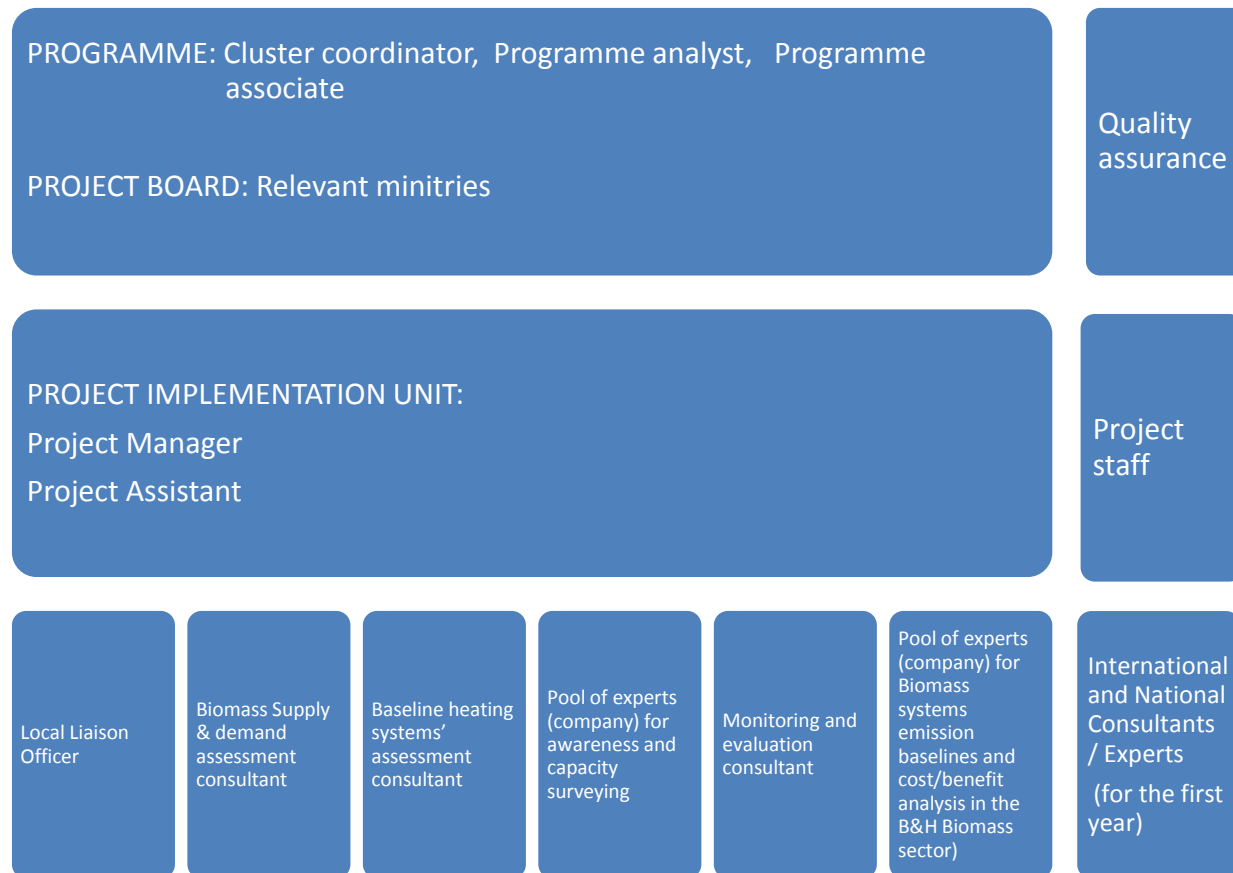 PROGRAMME: Cluster coordinator, Programme analyst, Programme
associate
PROJECT BOARD: Relevant minitries
Quality
assurance
PROJECT IMPLEMENTATION UNIT:
Project Manager
Project Assistant
Project
staff
Local Liaison
Officer
Biomass Supply
& demand
assessment
consultant
Baseline heating
systems’
assessment
consultant
Pool of experts
(company) for
awareness and
capacity
surveying
Monitoring and
evaluation
consultant
Pool of experts
(company) for
Biomass
systems
emission
baselines and
cost/benefit
analysis in the
B&H Biomass
sector)
International
and National
Consultants
/ Experts
(for the first
year)